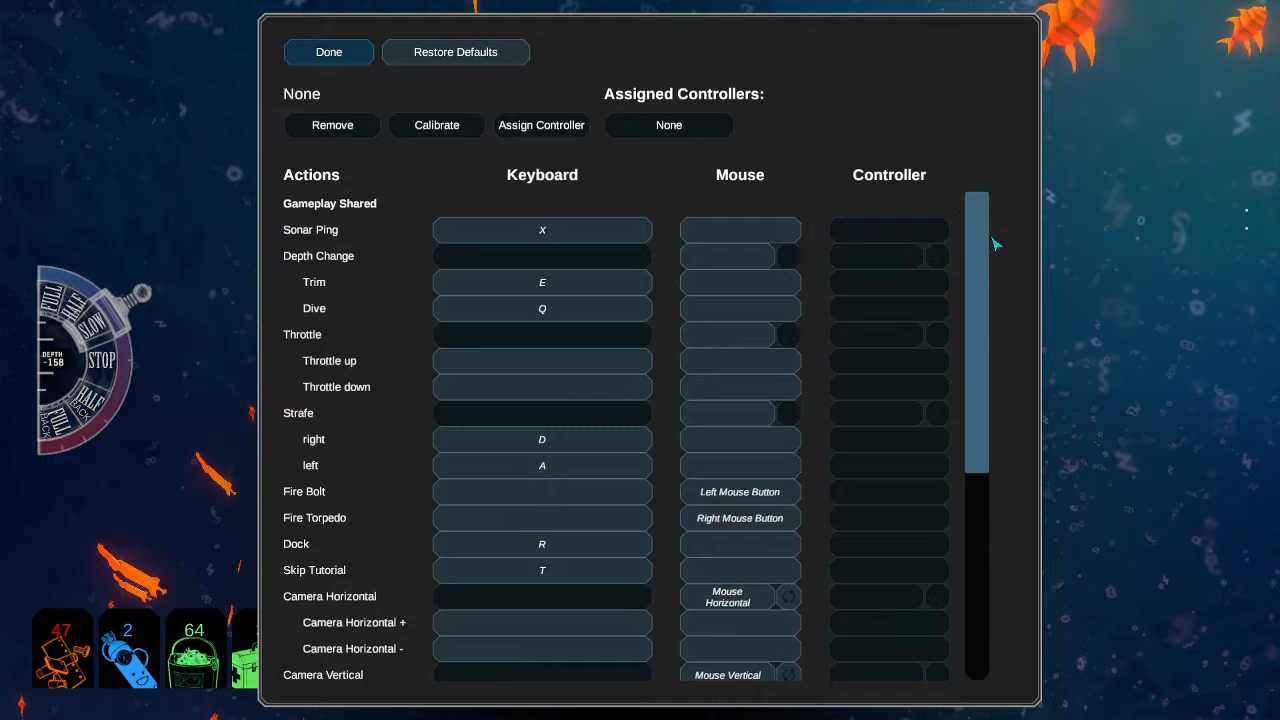 Done
Restore Defaults
None
Assigned Controllers:
Remove
Calibrate
Assign Controller
None
Actions
Keyboard
Mouse
Controller
Gameplay Shared
Sonar Ping
X
Depth Change
Trim
E
Dive
Q
Throttle
Throttle up
Throttle down
Strafe
right
D
left
A
Fire Bolt
Left Mouse Button
Fire Torpedo
Right Mouse Button
Dock
R
Skip Tutorial
T
Camera Horizontal
Mouse
Horizontal
Camera Horizontal +
Camera Horizontal -
Camera Vertical
Mouse Vertical
FULL
HALF
SLOW
STOP
HALF
BACK
FULL
BACK
DEPTH
-158
47
2
64